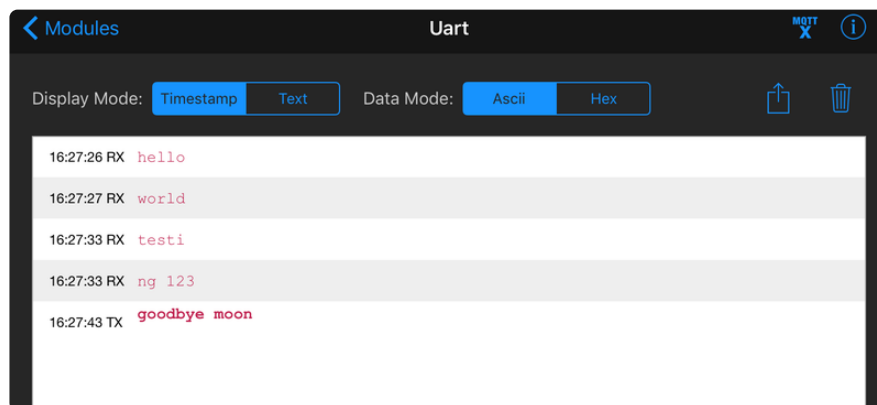 Modules
Uart
MQTT
X
i
Display Mode: Timestamp Text Data Mode: Ascii Hex
16:27:26 RX hello
16:27:27 RX world
16:27:33 RX testi
16:27:33 RX ng 123
16:27:43 TX goodbye moon